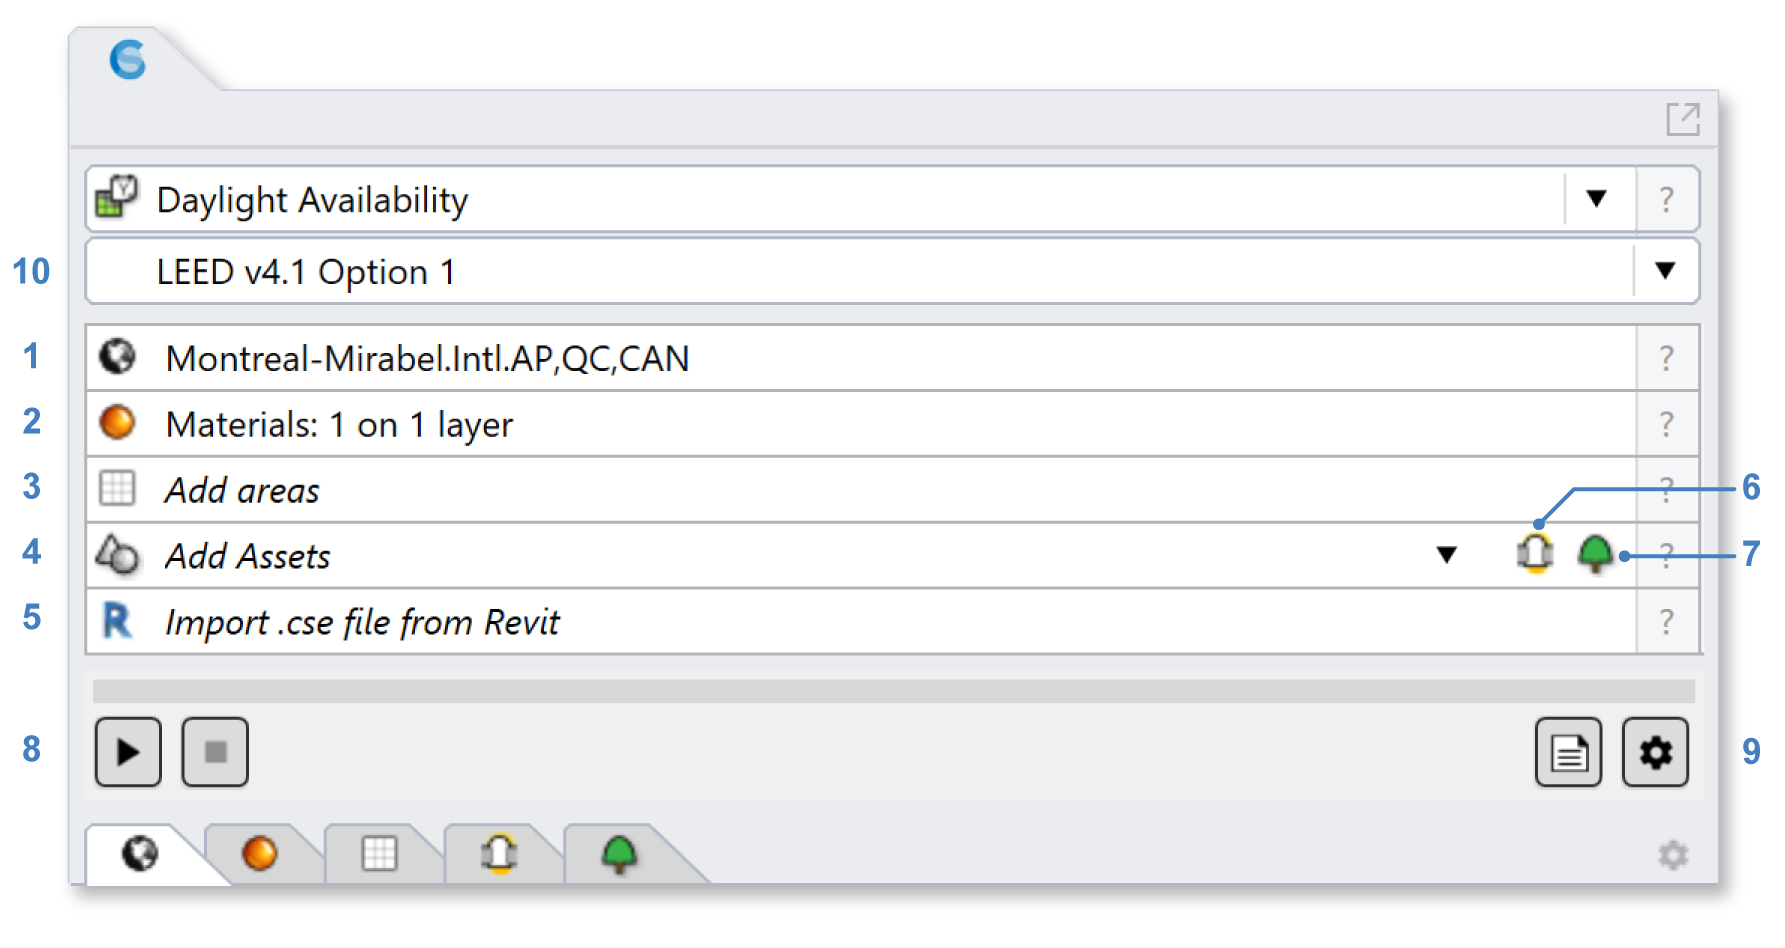 Daylight Availability ?
10 LEED v4.1 Option 1
1 Montreal-Mirabel.Intl.AP,QC,CAN ?
2 Materials: 1 on 1 layer ?
3 Add areas ? 6
4 Add Assets ? 7
5 R Import .cse file from Revit ?
8 9